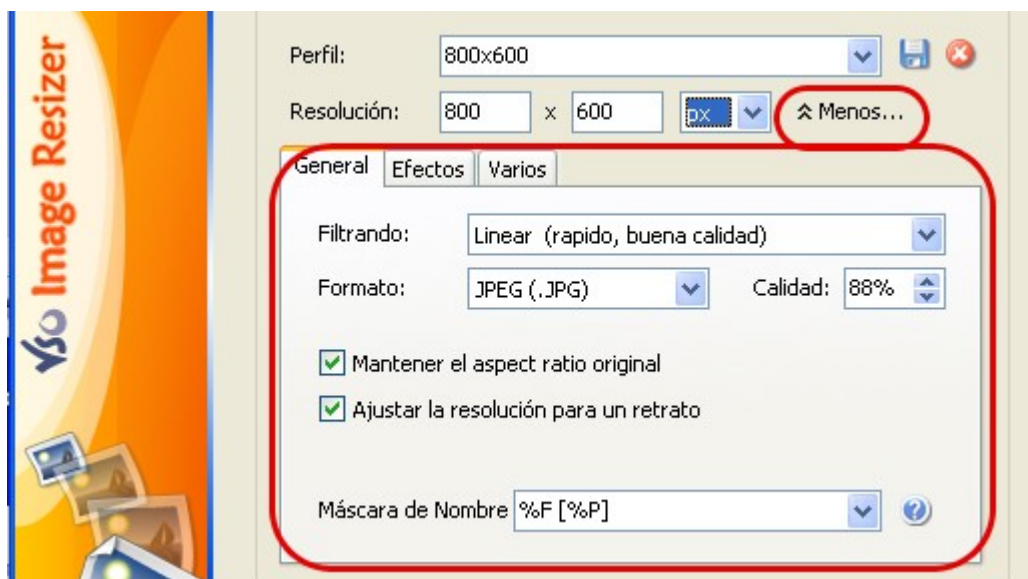 VSO Image Resizer
Perfil: 800x600
Resolución: 800 x 600 px Menos...
General Efectos Varios
Filtrando: Linear (rapido, buena calidad)
Formato: JPEG (.JPG) Calidad: 88%
Mantener el aspect ratio original
Ajustar la resolución para un retrato
Máscara de Nombre %F [%P]